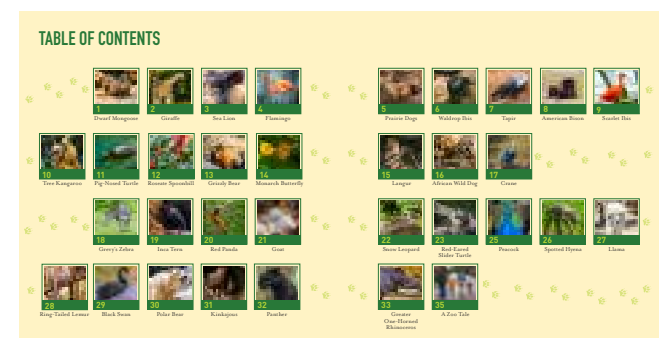 TABLE OF CONTENTS
1
Dwarf Mongoose
2
Giraffe
3
Sea Lion
4
Flamingo
5
Prairie Dogs
6
Waldrop Ibis
7
Tapir
8
American Bison
9
Scarlet Ibis
10
Tree Kangaroo
11
Pig-Nosed Turtle
12
Roseate Spoonbill
13
Grizzly Bear
14
Monarch Butterfly
15
Langur
16
African Wild Dog
17
Crane
18
Grevy's Zebra
19
Inca Tern
20
Red Panda
21
Goat
22
Snow Leopard
23
Red-Eared
Slider Turtle
25
Peacock
26
Spotted Hyena
27
Llama
28
Ring-Tailed Lemur
29
Black Swan
30
Polar Bear
31
Kinkajous
32
Panther
33
Greater
One-Horned
Rhinoceros
35
A Zoo Tale